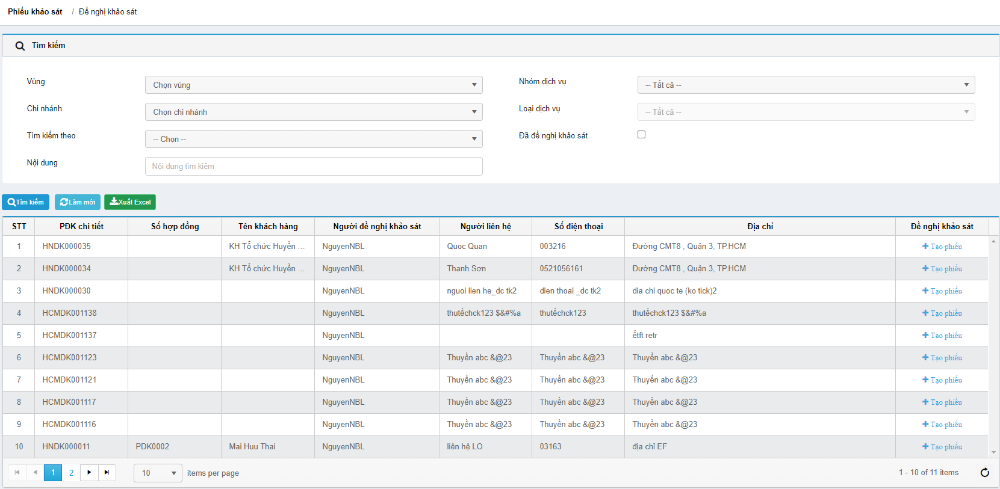 Phiếu khảo sát / Đề nghị khảo sát
Tìm kiếm
Vùng Chọn vùng Nhóm dịch vụ -- Tất cả --
Chi nhánh Chọn chi nhánh Loại dịch vụ -- Tất cả --
Tìm kiếm theo -- Chọn -- Đã đề nghị khảo sát
Nội dung Nội dung tìm kiếm
Tìm kiếm Làm mới Xuất Excel
STT PĐK chi tiết Số hợp đồng Tên khách hàng Người đề nghị khảo sát Người liên hệ Số điện thoại Địa chỉ Đề nghị khảo sát
1 HNDK000035 KH Tổ chức Huyền ... NguyenNBL Quoc Quan 003216 Đường CMT8 , Quận 3, TP.HCM Tạo phiếu
2 HNDK000034 KH Tổ chức Huyền ... NguyenNBL Thanh Sơn 0521056161 Đường CMT8 , Quận 3, TP.HCM Tạo phiếu
3 HNDK000030 NguyenNBL nguoi lien he_dc tk2 dien thoai _dc tk2 dia chi quoc te (ko tick)2 Tạo phiếu
4 HCMDK001138 NguyenNBL thutếchck123 $&#%a thutếchck123 thutếchck123 $&#%a Tạo phiếu
5 HCMDK001137 NguyenNBL ếtft retr Tạo phiếu
6 HCMDK001123 NguyenNBL Thuyền abc &@23 Thuyền abc &@23 Thuyền abc &@23 Tạo phiếu
7 HCMDK001121 NguyenNBL Thuyền abc &@23 Thuyền abc &@23 Thuyền abc &@23 Tạo phiếu
8 HCMDK001117 NguyenNBL Thuyền abc &@23 Thuyền abc &@23 Thuyền abc &@23 Tạo phiếu
9 HCMDK001116 NguyenNBL Thuyền abc &@23 Thuyền abc &@23 Thuyền abc &@23 Tạo phiếu
10 HNDK000011 PDK0002 Mai Huu Thai NguyenNBL liên hệ LO 03163 địa chỉ EF Tạo phiếu
1 2 10 items per page 1 - 10 of 11 items